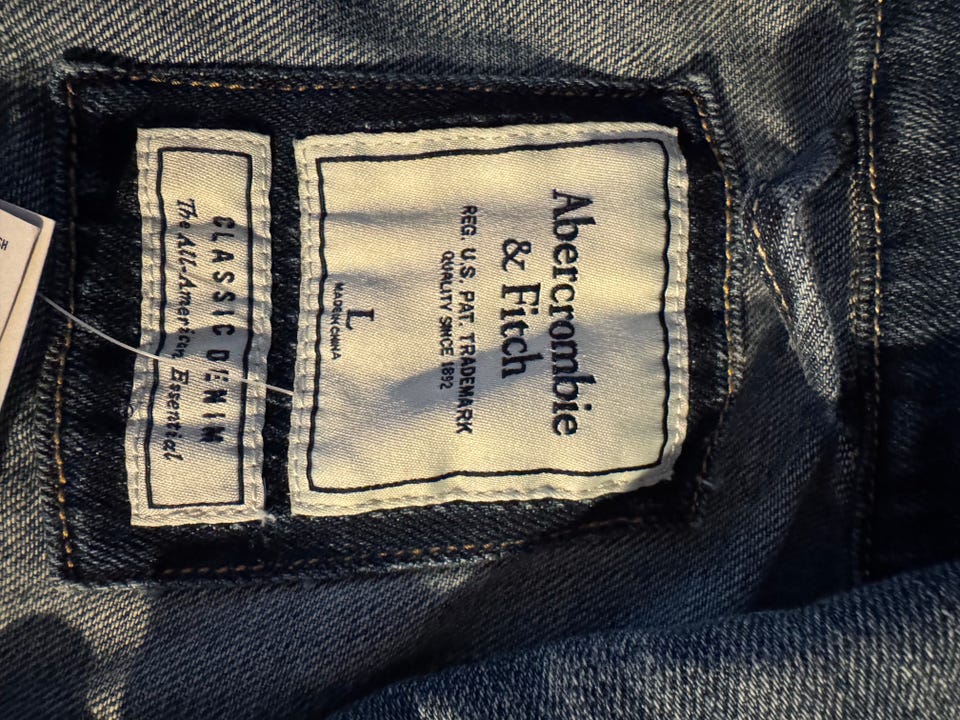 Abercrombie
& Fitch
REG. U.S. PAT. TRADEMARK
QUALITY SINCE 1892
L
MADE IN CHINA
CLASSIC DENIM
The All-American Essential